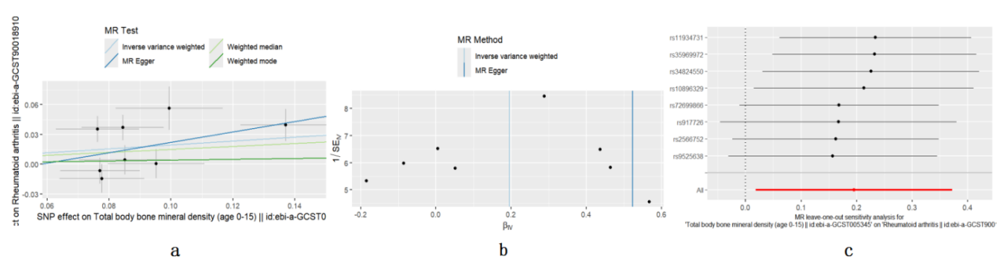 MR Test
Inverse variance weighted
Weighted median
MR Egger
Weighted mode
ct on Rheumatoid arthritis || id:ebi-a-GCST90018910
0.06
0.03
0.00
-0.03
0.06
0.08
0.10
0.12
0.14
SNP effect on Total body bone mineral density (age 0-15) || id:ebi-a-GCST0
a
MR Method
Inverse variance weighted
MR Egger
1/SE_IV
8
7
6
5
-0.2
0.0
0.2
0.4
0.6
β_IV
b
rs11934731
rs35969972
rs34824550
rs10896329
rs72699866
rs917726
rs2566752
rs9525638
All
0.0
0.1
0.2
0.3
0.4
MR leave-one-out sensitivity analysis for
'Total body bone mineral density (age 0-15) || id:ebi-a-GCST005345' on 'Rheumatoid arthritis || id:ebi-a-GCST900
c